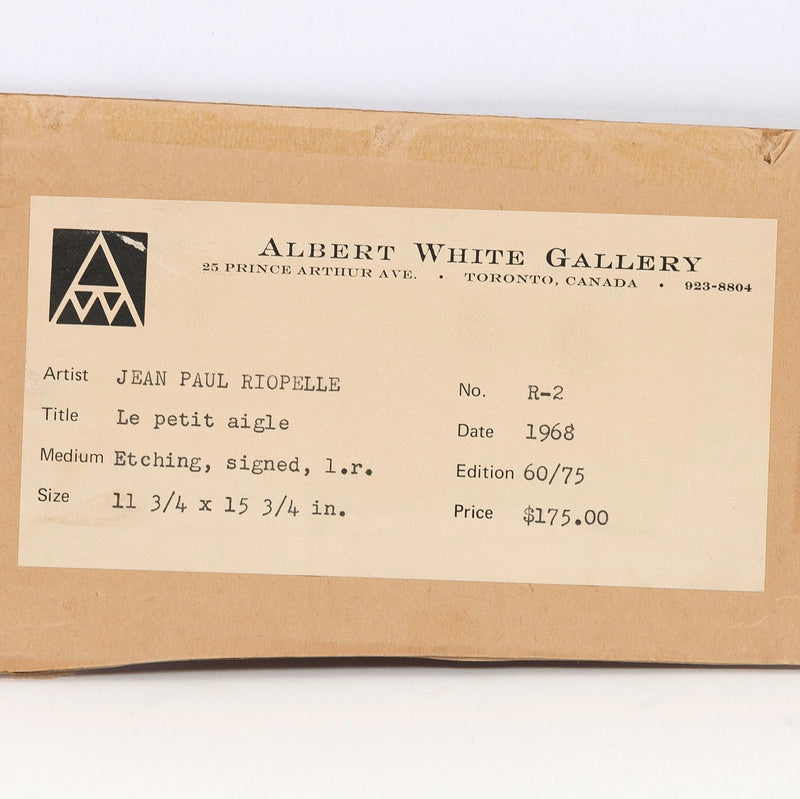 ALBERT WHITE GALLERY
25 PRINCE ARTHUR AVE. • TORONTO, CANADA • 923-8804
Artist JEAN PAUL RIOPELLE
Title Le petit aigle
Medium Etching, signed, l.r.
Size 11 3/4 x 15 3/4 in.
No. R-2
Date 1968
Edition 60/75
Price $175.00